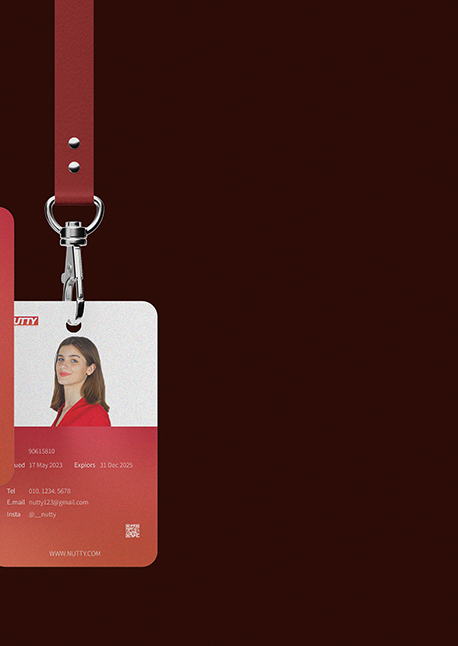 NUTTY
90615810
ued 17 May 2023 Expiors 31 Dec 2025
Tel 010. 1234. 5678
E.mail nutty123@gmail.com
Insta @__nutty
WWW.NUTTY.COM